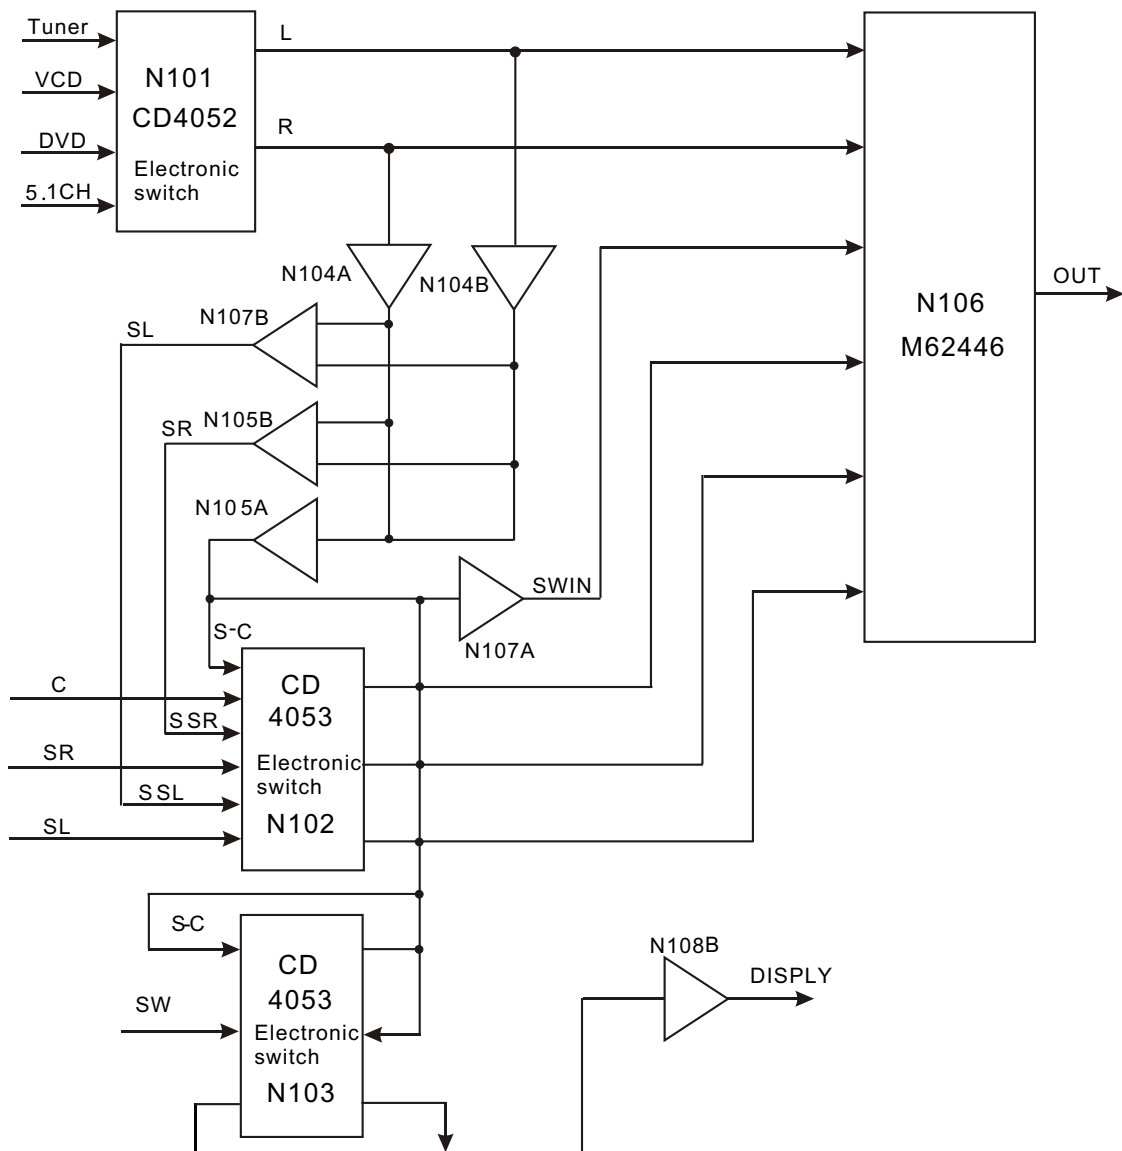 Tuner
L
VCD
N101
CD4052
R
DVD
Electronic
switch
5.1CH
N104A
N104B
OUT
N107B
N106
SL
M62446
N105B
SR
N105A
SWIN
S-C
N107A
C
CD
4053
SSR
SR
Electronic
switch
SSL
SL
N102
S-C
N108B
CD
DISPLY
4053
SW
Electronic
switch
N103